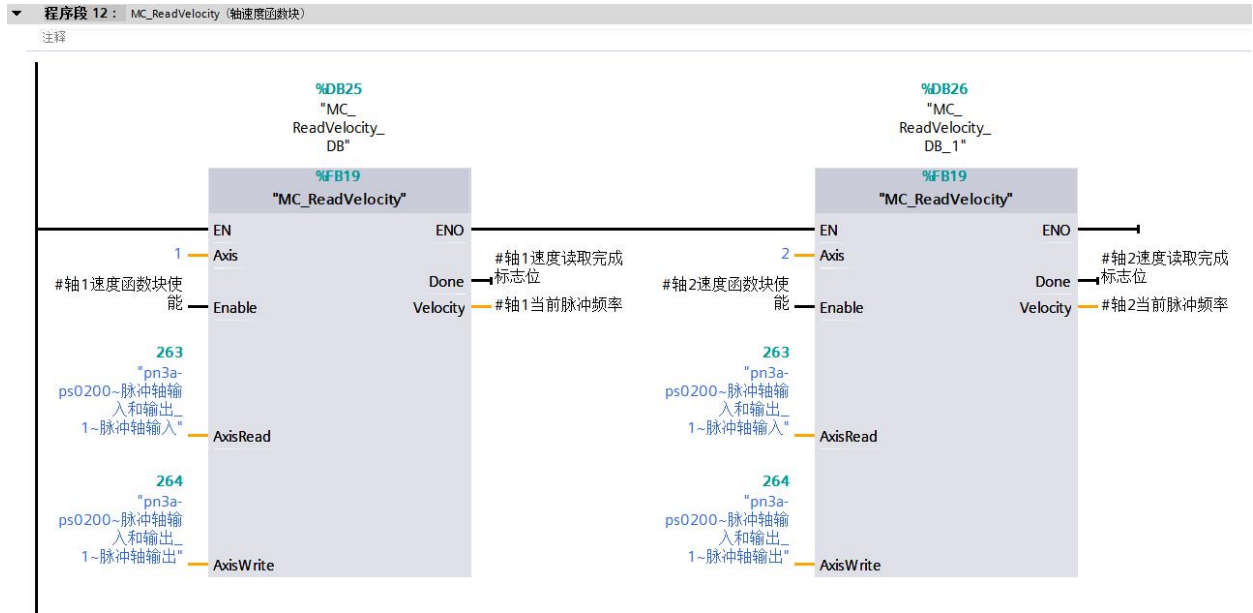 程序段 12： MC_ReadVelocity（轴速度函数块）
注释
%DB25
"MC_
ReadVelocity_
DB"
%FB19
"MC_ReadVelocity"
EN
ENO
1
Axis
#轴1速度读取完成
标志位
Done
#轴1速度函数块使
能
Enable
Velocity
#轴1当前脉冲频率
263
"pn3a-
ps0200~脉冲轴输
入和输出_
1~脉冲轴输入"
AxisRead
264
"pn3a-
ps0200~脉冲轴输
入和输出_
1~脉冲轴输出"
AxisWrite
%DB26
"MC_
ReadVelocity_
DB_1"
%FB19
"MC_ReadVelocity"
EN
ENO
2
Axis
#轴2速度读取完成
标志位
Done
#轴2速度函数块使
能
Enable
Velocity
#轴2当前脉冲频率
263
"pn3a-
ps0200~脉冲轴输
入和输出_
1~脉冲轴输入"
AxisRead
264
"pn3a-
ps0200~脉冲轴输
入和输出_
1~脉冲轴输出"
AxisWrite